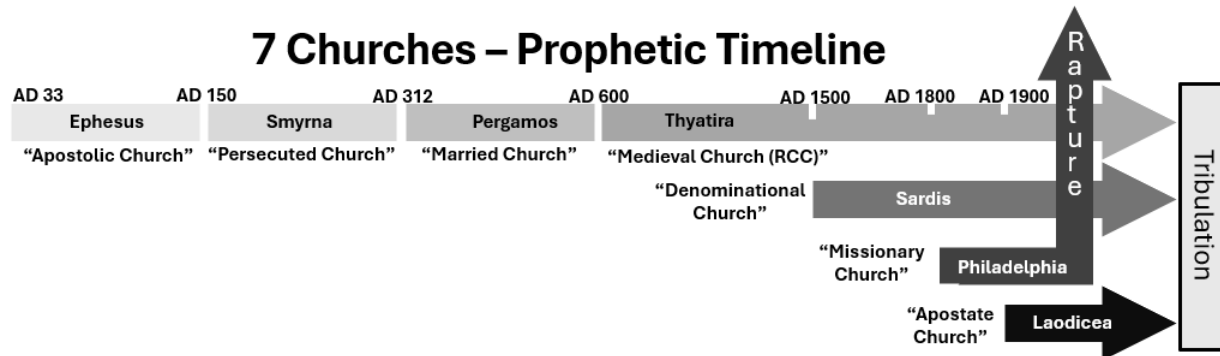 7 Churches – Prophetic Timeline
AD 33
AD 150
AD 312
AD 600
AD 1500
AD 1800
AD 1900
Ephesus
Smyrna
Pergamos
Thyatira
“Apostolic Church”
“Persecuted Church”
“Married Church”
“Medieval Church (RCC)”
“Denominational
Church”
Sardis
“Missionary
Church”
Philadelphia
“Apostate
Church”
Laodicea
Rapture
Tribulation